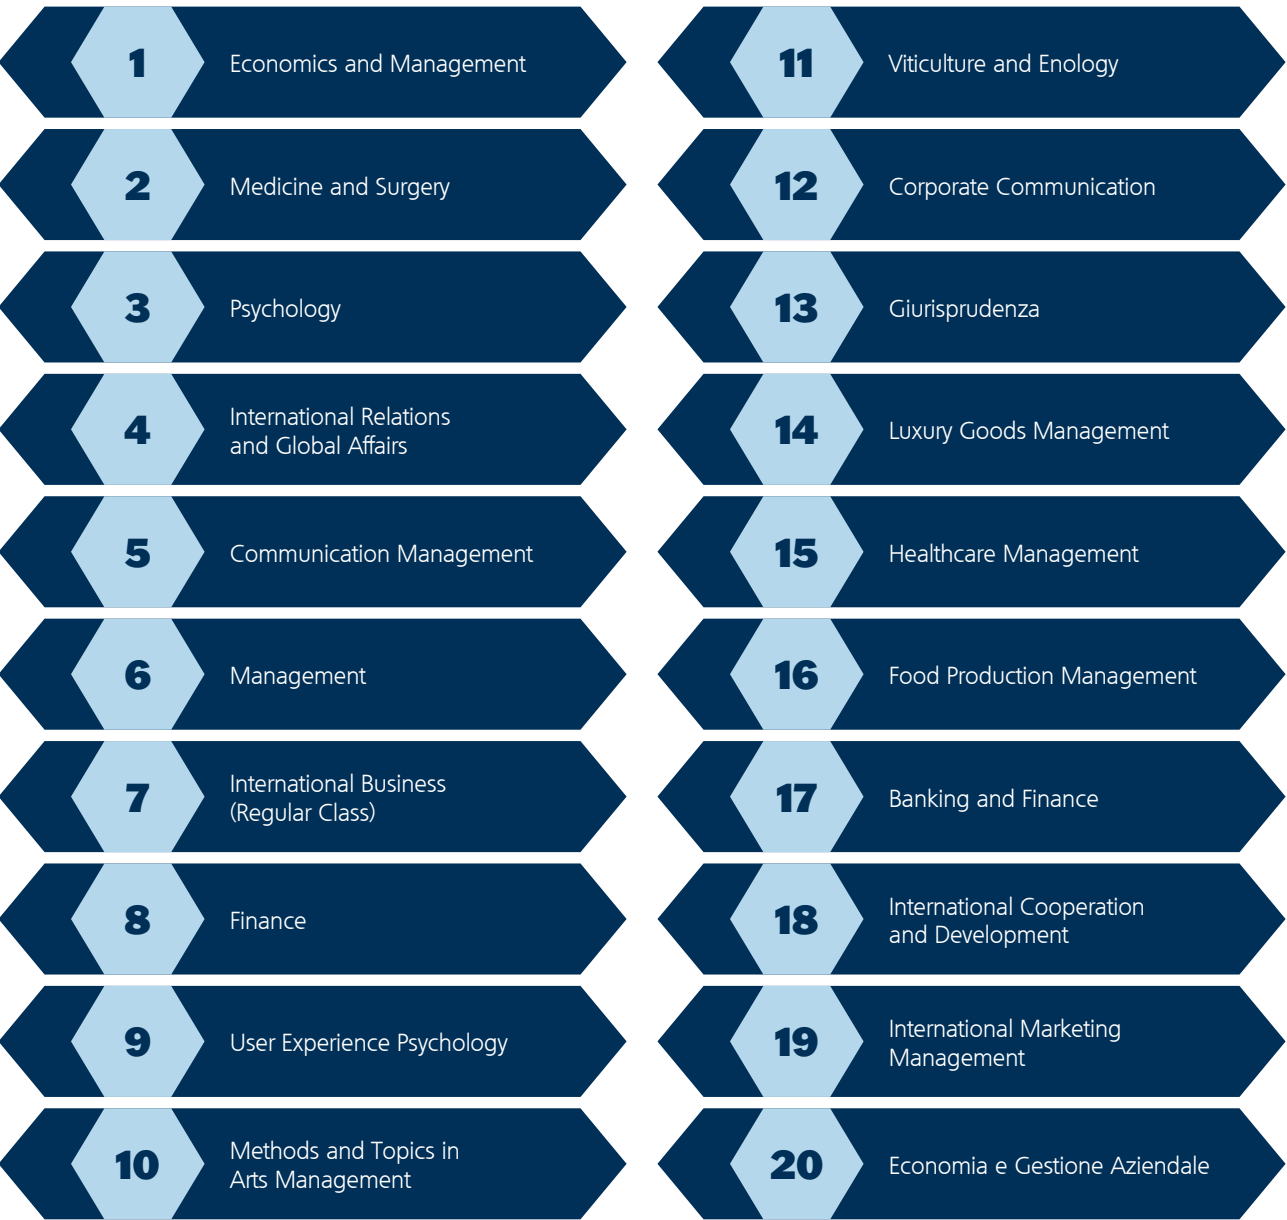 1
Economics and Management
2
Medicine and Surgery
3
Psychology
4
International Relations
and Global Affairs
5
Communication Management
6
Management
7
International Business
(Regular Class)
8
Finance
9
User Experience Psychology
10
Methods and Topics in
Arts Management
11
Viticulture and Enology
12
Corporate Communication
13
Giurisprudenza
14
Luxury Goods Management
15
Healthcare Management
16
Food Production Management
17
Banking and Finance
18
International Cooperation
and Development
19
International Marketing
Management
20
Economia e Gestione Aziendale